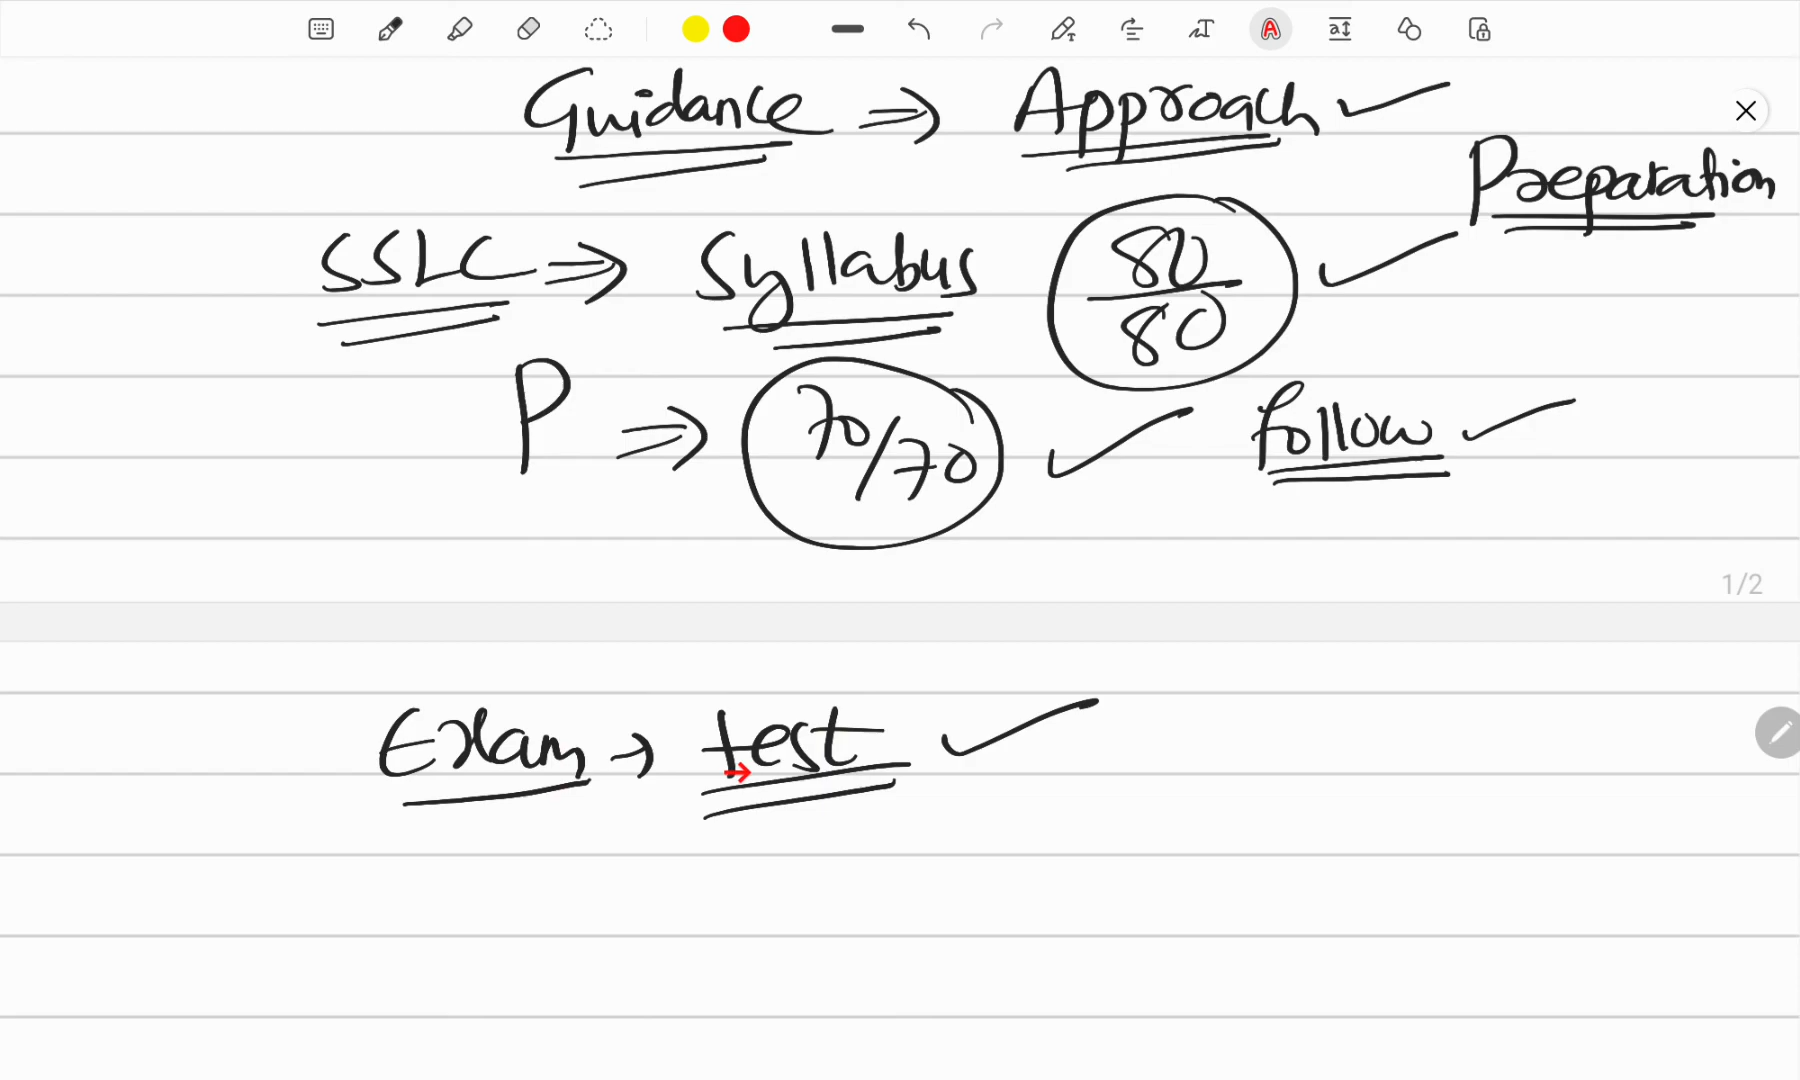 Guidance ⇒ Approach ✓
Preparation
SSLC ⇒ Syllabus 80/80 ✓
P ⇒ 70/70 ✓ follow ✓
1/2
Exam → test ✓